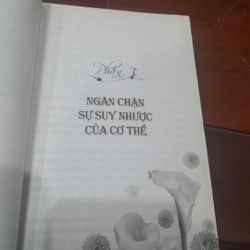 Phần I
NGĂN CHẶN
SỰ SUY NHƯỢC
CỦA CƠ THỂ